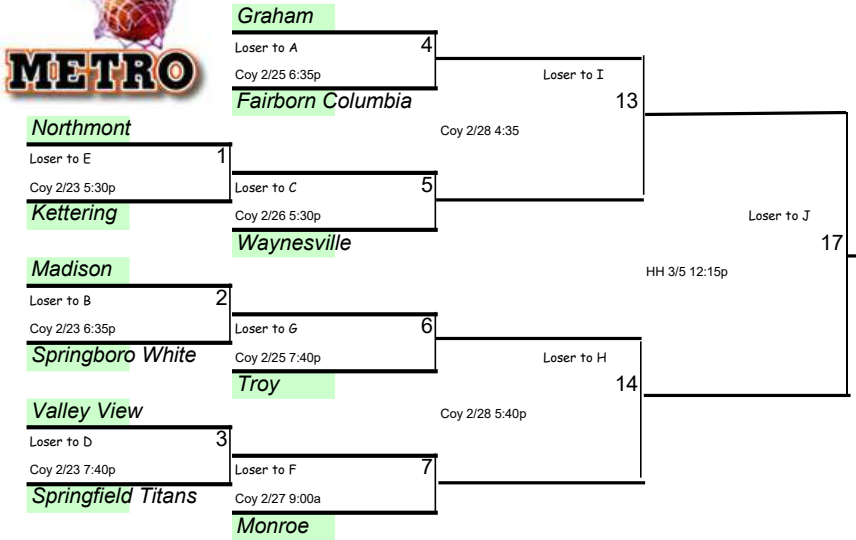 METRO
Graham
Loser to A
4
Coy 2/25 6:35p
Fairborn Columbia
Loser to I
13
Coy 2/28 4:35
Northmont
Loser to E
1
Coy 2/23 5:30p
Kettering
Loser to C
5
Coy 2/26 5:30p
Waynesville
Loser to J
17
HH 3/5 12:15p
Madison
Loser to B
2
Coy 2/23 6:35p
Springboro White
Loser to G
6
Coy 2/25 7:40p
Troy
Loser to H
14
Coy 2/28 5:40p
Valley View
Loser to D
3
Coy 2/23 7:40p
Springfield Titans
Loser to F
7
Coy 2/27 9:00a
Monroe